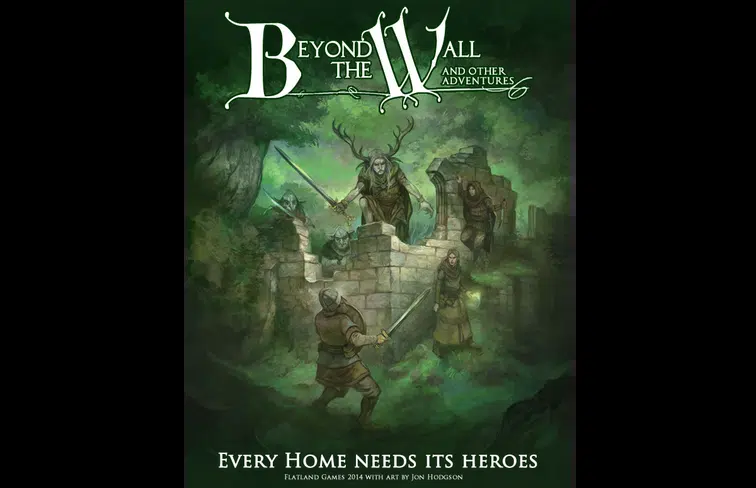 BEYOND
THE WALL
AND OTHER
ADVENTURES
EVERY HOME NEEDS ITS HEROES
FLATLAND GAMES 2014 WITH ART BY JON HODGSON